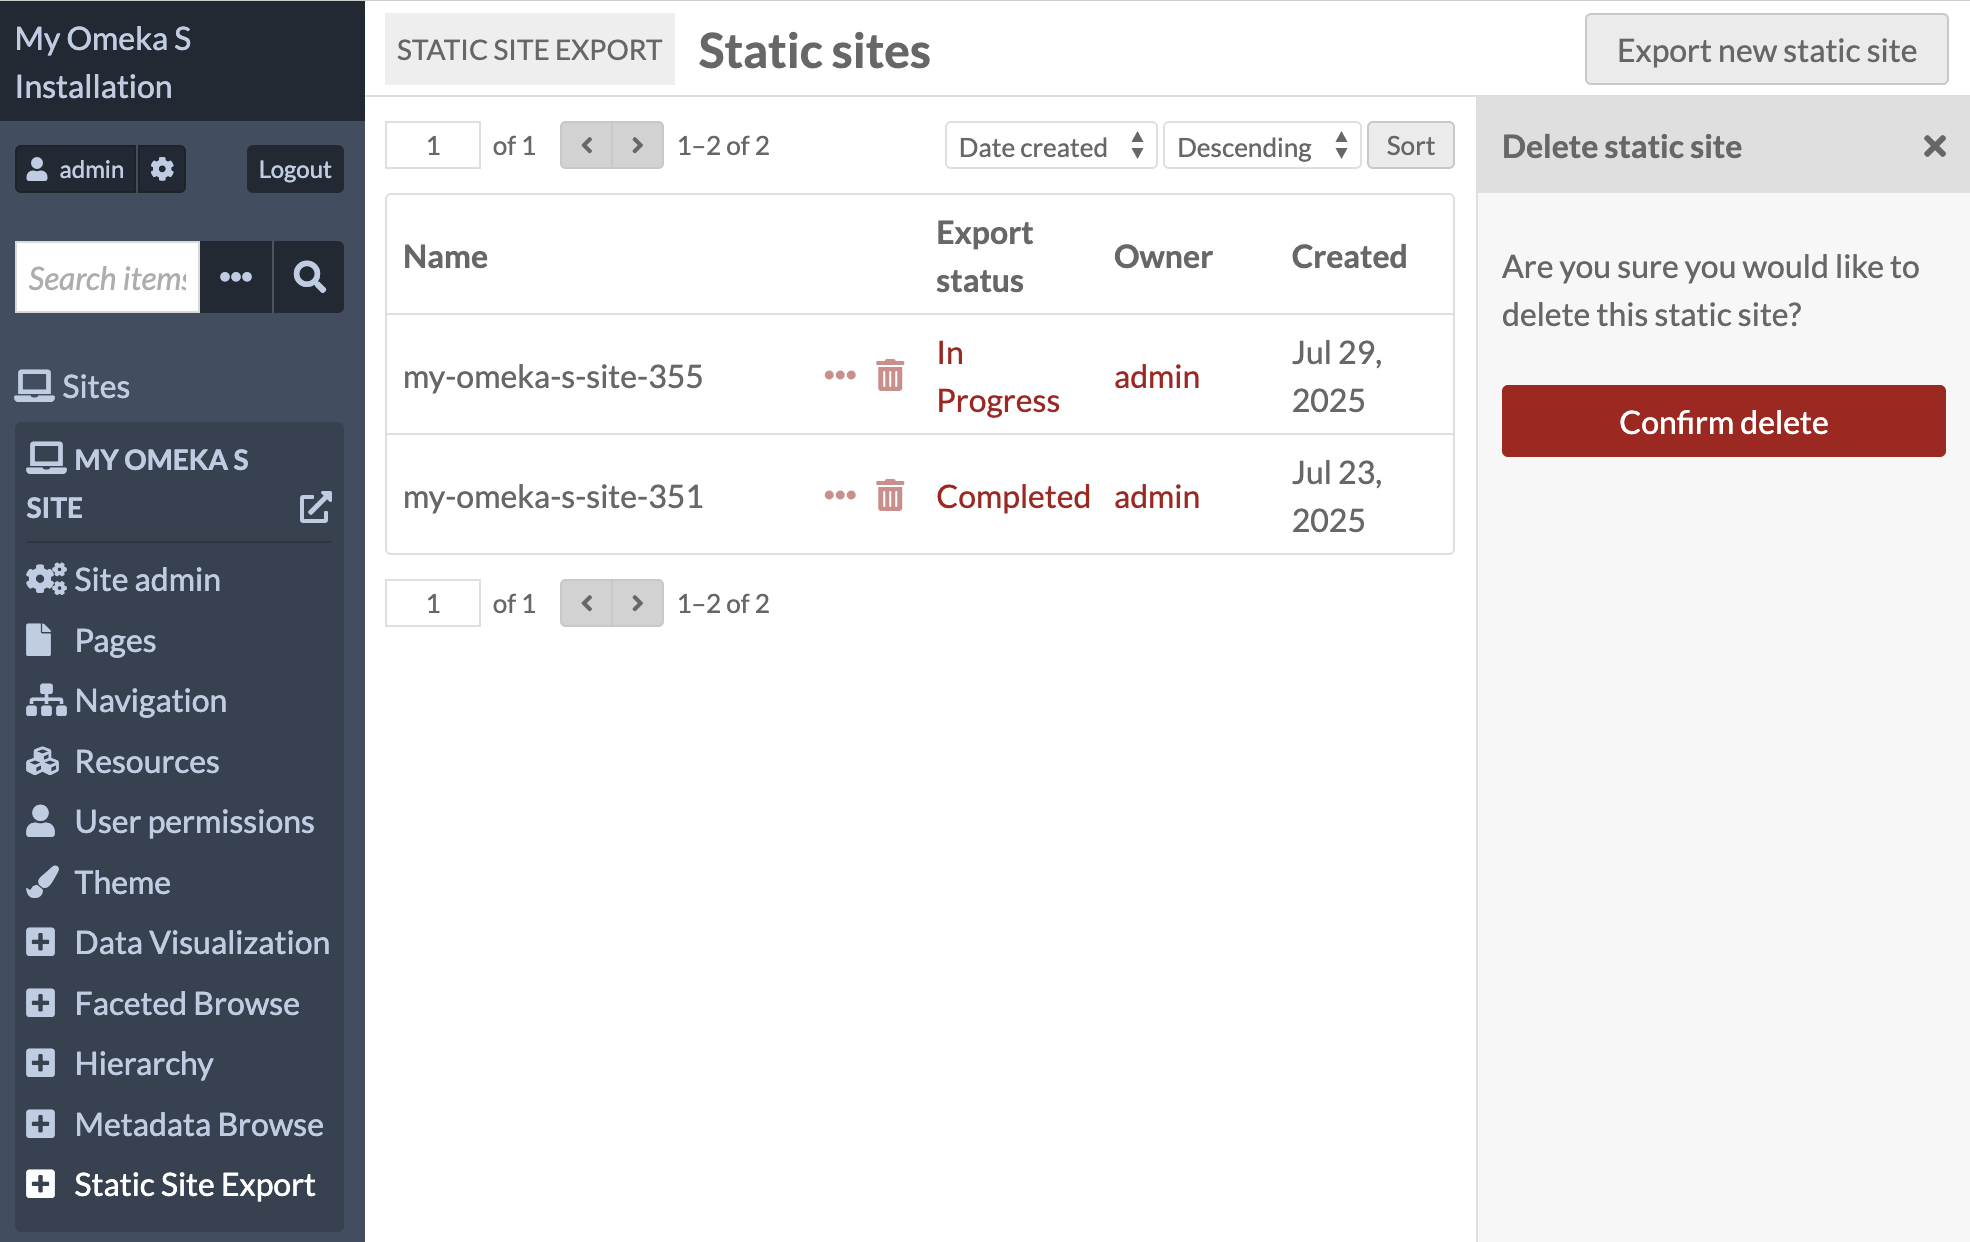 My Omeka S
Installation
admin
Logout
Search items
Sites
MY OMEKA S
SITE
Site admin
Pages
Navigation
Resources
User permissions
Theme
Data Visualization
Faceted Browse
Hierarchy
Metadata Browse
Static Site Export
STATIC SITE EXPORT
Static sites
Export new static site
1 of 1
1–2 of 2
Date created
Descending
Sort
Name
Export
status
Owner
Created
my-omeka-s-site-355
In
Progress
admin
Jul 29,
2025
my-omeka-s-site-351
Completed
admin
Jul 23,
2025
1 of 1
1–2 of 2
Delete static site
Are you sure you would like to
delete this static site?
Confirm delete